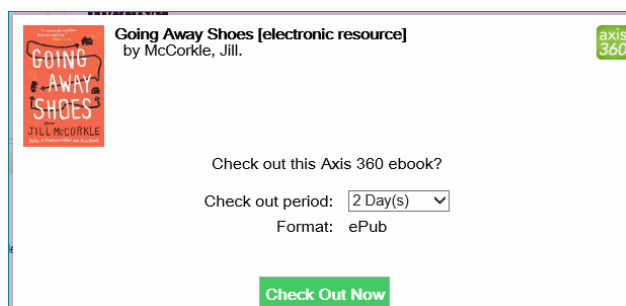 Going Away Shoes [electronic resource]
by McCorkle, Jill.
axis
360
GOING
AWAY
SHOES
JILL McCORKLE
Check out this Axis 360 ebook?
Check out period: 2 Day(s)
Format: ePub
Check Out Now